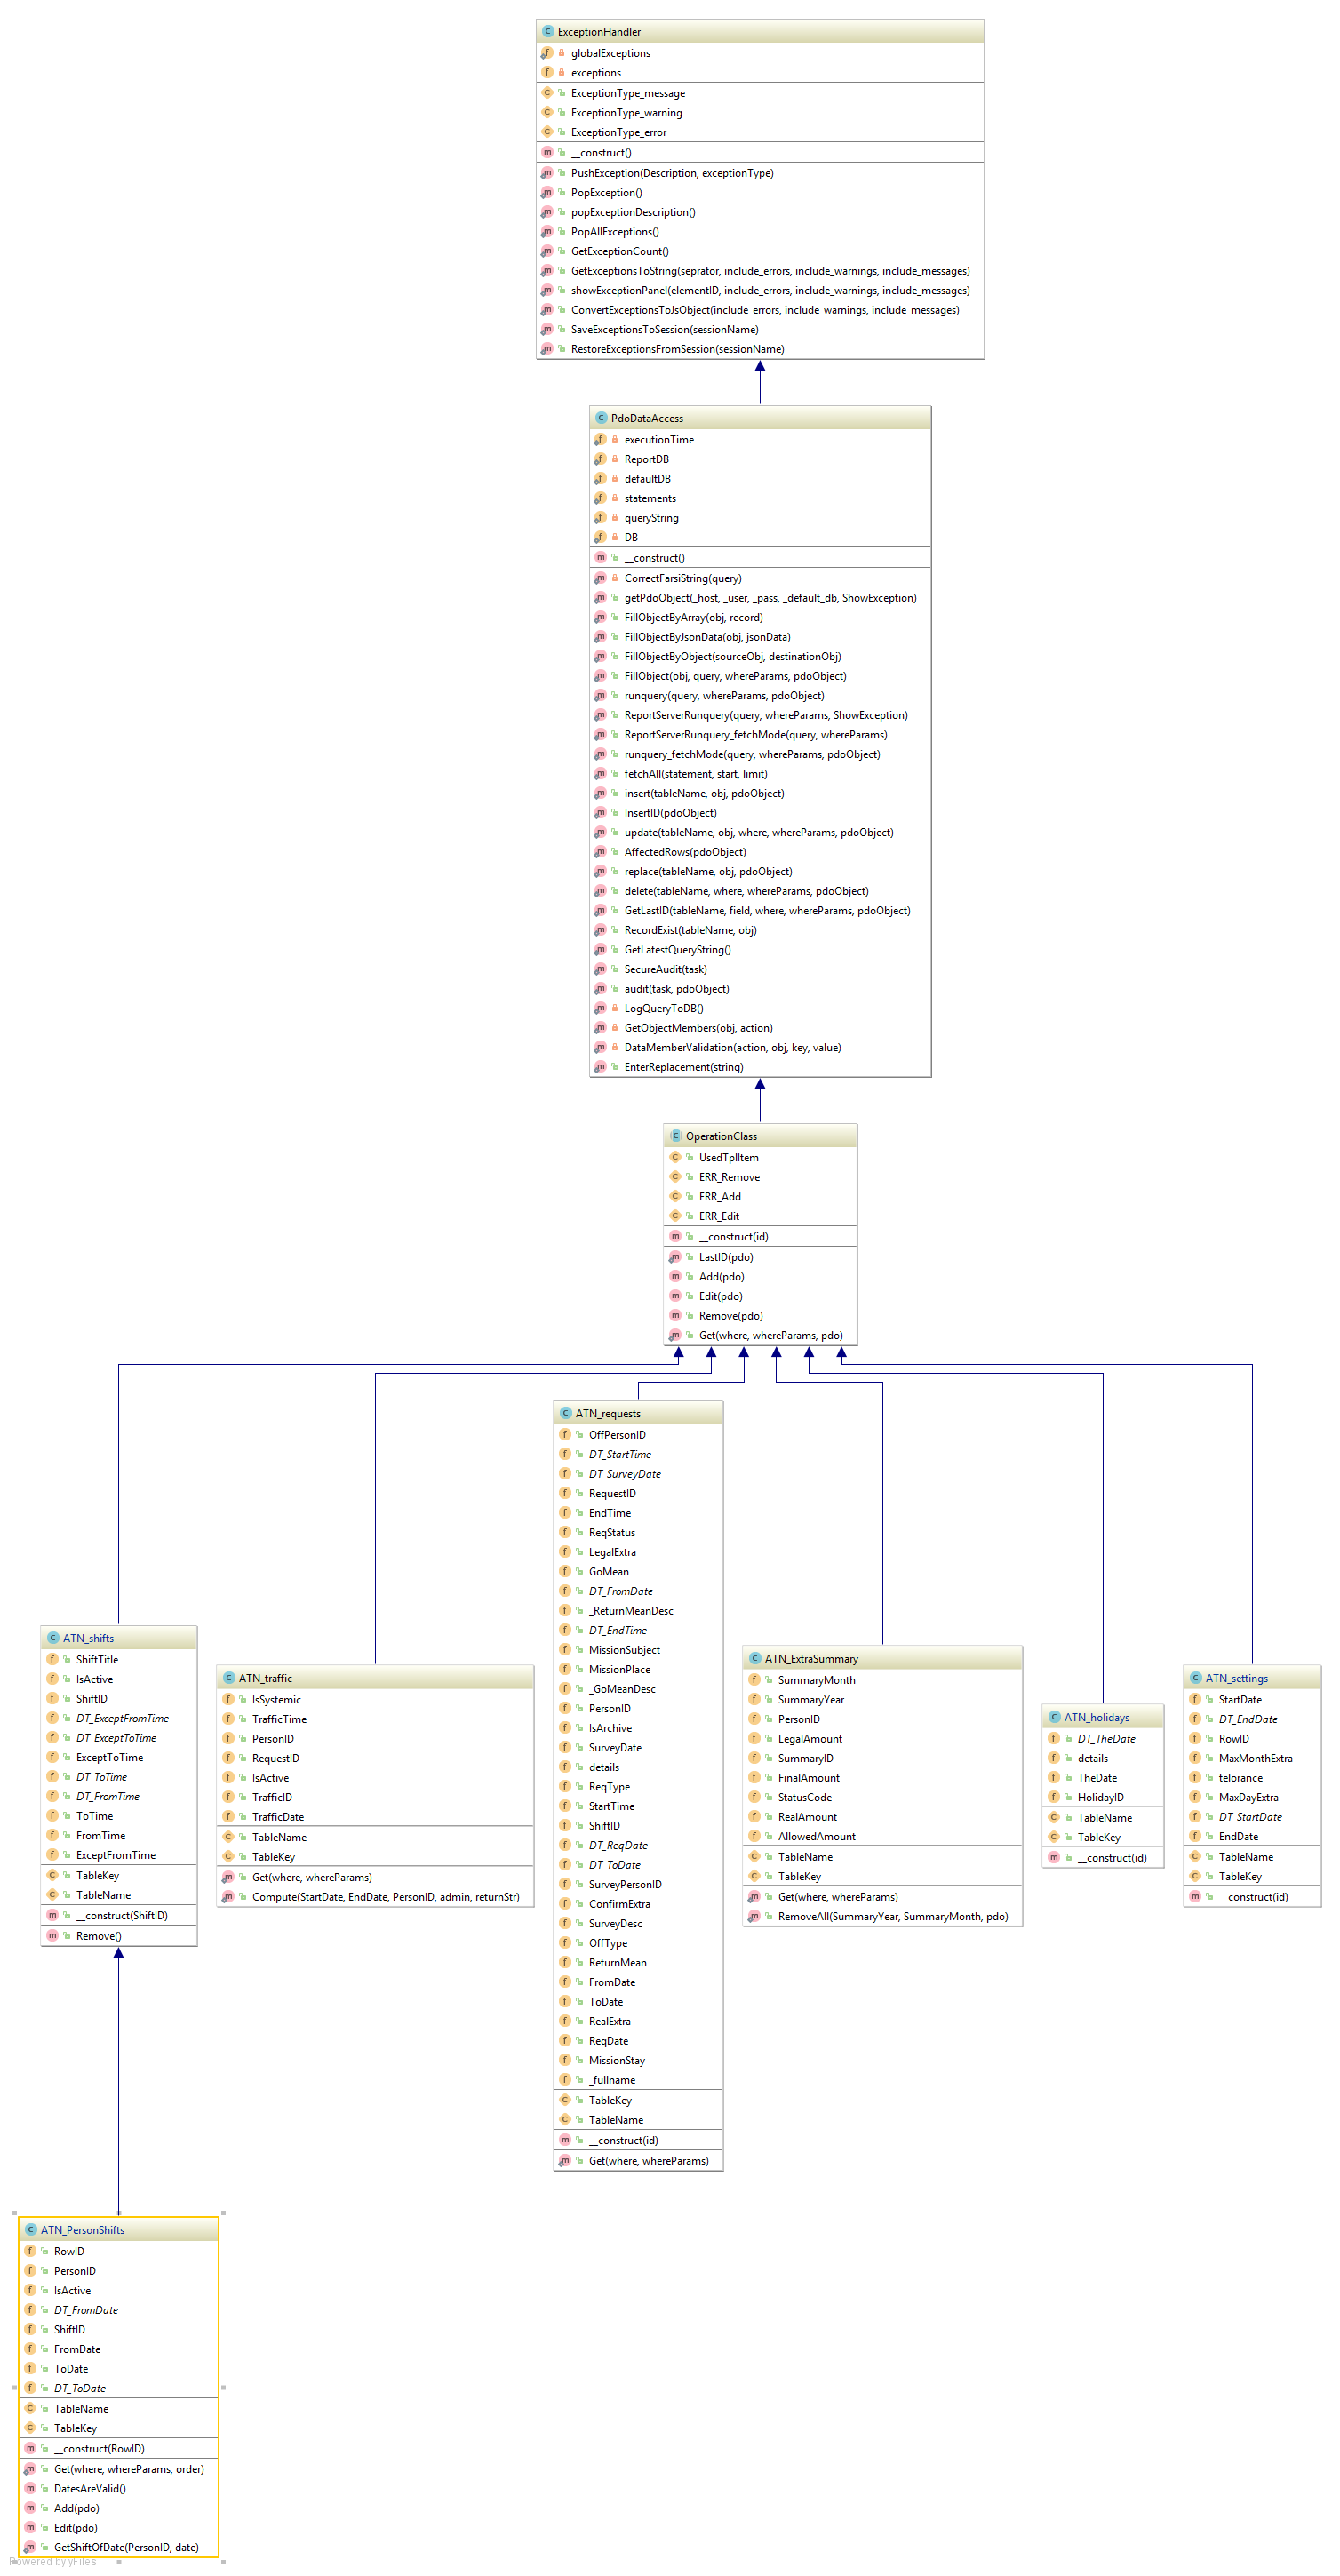 ExceptionHandler
globalExceptions
exceptions
ExceptionType_message
ExceptionType_warning
ExceptionType_error
__construct()
PushException(Description, exceptionType)
PopException()
popExceptionDescription()
PopAllExceptions()
GetExceptionCount()
GetExceptionsToString(seprator, include_errors, include_warnings, include_messages)
showExceptionPanel(elementID, include_errors, include_warnings, include_messages)
ConvertExceptionsToJsObject(include_errors, include_warnings, include_messages)
SaveExceptionsToSession(sessionName)
RestoreExceptionsFromSession(sessionName)
PdoDataAccess
executionTime
ReportDB
defaultDB
statements
queryString
DB
__construct()
CorrectFarsiString(query)
getPdoObject(_host, _user, _pass, _default_db, ShowException)
FillObjectByArray(obj, record)
FillObjectByJsonData(obj, jsonData)
FillObjectByObject(sourceObj, destinationObj)
FillObject(obj, query, whereParams, pdoObject)
runquery(query, whereParams, pdoObject)
ReportServerRunquery(query, whereParams, ShowException)
ReportServerRunquery_fetchMode(query, whereParams)
runquery_fetchMode(query, whereParams, pdoObject)
fetchAll(statement, start, limit)
insert(tableName, obj, pdoObject)
InsertID(pdoObject)
update(tableName, obj, where, whereParams, pdoObject)
AffectedRows(pdoObject)
replace(tableName, obj, pdoObject)
delete(tableName, where, whereParams, pdoObject)
GetLastID(tableName, field, where, whereParams, pdoObject)
RecordExist(tableName, obj)
GetLatestQueryString()
SecureAudit(task)
audit(task, pdoObject)
LogQueryToDB()
GetObjectMembers(obj, action)
DataMemberValidation(action, obj, key, value)
EnterReplacement(string)
OperationClass
UsedTplItem
ERR_Remove
ERR_Add
ERR_Edit
__construct(id)
LastID(pdo)
Add(pdo)
Edit(pdo)
Remove(pdo)
Get(where, whereParams, pdo)
ATN_shifts
ShiftTitle
IsActive
ShiftID
DT_ExceptFromTime
DT_ExceptToTime
ExceptToTime
DT_ToTime
DT_FromTime
ToTime
FromTime
ExceptFromTime
TableKey
TableName
__construct(ShiftID)
Remove()
ATN_traffic
IsSystemic
TrafficTime
PersonID
RequestID
IsActive
TrafficID
TrafficDate
TableName
TableKey
Get(where, whereParams)
Compute(StartDate, EndDate, PersonID, admin, returnStr)
ATN_requests
OffPersonID
DT_StartTime
DT_SurveyDate
RequestID
EndTime
ReqStatus
LegalExtra
GoMean
DT_FromDate
_ReturnMeanDesc
DT_EndTime
MissionSubject
MissionPlace
_GoMeanDesc
PersonID
IsArchive
SurveyDate
details
ReqType
StartTime
ShiftID
DT_ReqDate
DT_ToDate
SurveyPersonID
ConfirmExtra
SurveyDesc
OffType
ReturnMean
FromDate
ToDate
RealExtra
ReqDate
MissionStay
_fullname
TableKey
TableName
__construct(id)
Get(where, whereParams)
ATN_ExtraSummary
SummaryMonth
SummaryYear
PersonID
LegalAmount
SummaryID
FinalAmount
StatusCode
RealAmount
AllowedAmount
TableName
TableKey
Get(where, whereParams)
RemoveAll(SummaryYear, SummaryMonth, pdo)
ATN_holidays
DT_TheDate
details
TheDate
HolidayID
TableName
TableKey
__construct(id)
ATN_settings
StartDate
DT_EndDate
RowID
MaxMonthExtra
telorance
MaxDayExtra
DT_StartDate
EndDate
TableName
TableKey
__construct(id)
ATN_PersonShifts
RowID
PersonID
IsActive
DT_FromDate
ShiftID
FromDate
ToDate
DT_ToDate
TableName
TableKey
__construct(RowID)
Get(where, whereParams, order)
DatesAreValid()
Add(pdo)
Edit(pdo)
GetShiftOfDate(PersonID, date)
Powered by yFiles